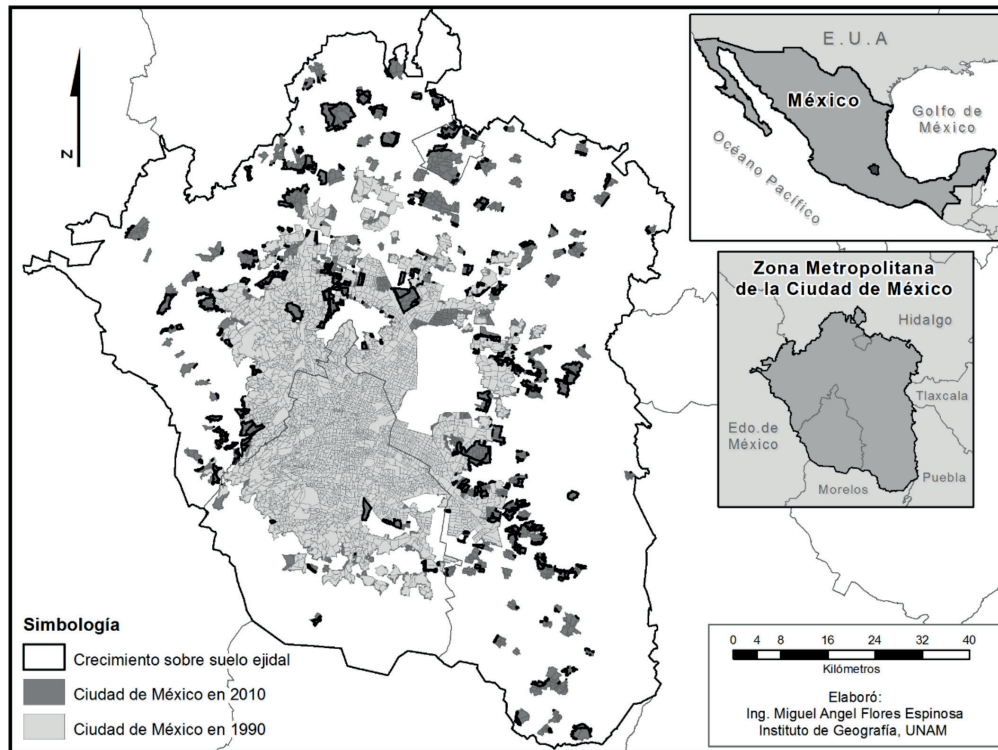 N
E.U.A
México
Golfo de
México
Océano Pacífico
Zona Metropolitana
de la Ciudad de México
Hidalgo
Tlaxcala
Edo.de
México
Puebla
Morelos
Simbología
Crecimiento sobre suelo ejidal
Ciudad de México en 2010
Ciudad de México en 1990
0 4 8 16 24 32 40
Kilómetros
Elaboró:
Ing. Miguel Angel Flores Espinosa
Instituto de Geografía, UNAM